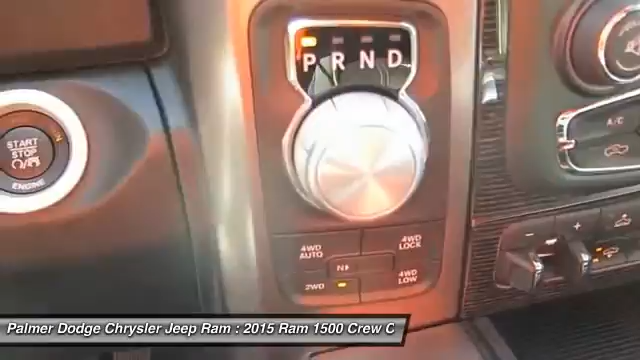 P R N D
START
STOP
ENGINE
A/C
4WD
AUTO
4WD
LOCK
N
2WD
4WD
LOW
- +
Palmer Dodge Chrysler Jeep Ram : 2015 Ram 1500 Crew C